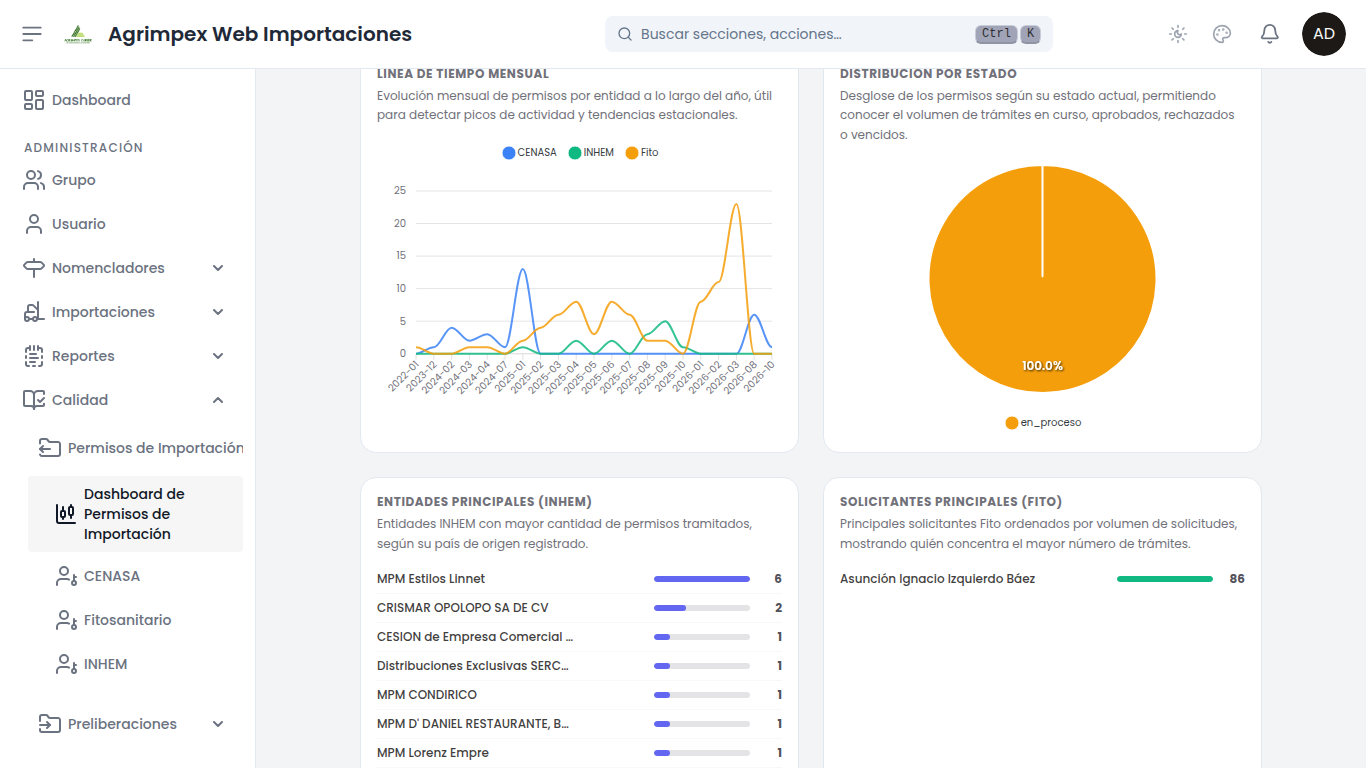 Agrimpex Web Importaciones
Buscar secciones, acciones...
Ctrl
K
AD
Dashboard
ADMINISTRACIÓN
Grupo
Usuario
Nomencladores
Importaciones
Reportes
Calidad
Permisos de Importación
Dashboard de
Permisos de
Importación
CENASA
Fitosanitario
INHEM
Preliberaciones
LÍNEA DE TIEMPO MENSUAL
Evolución mensual de permisos por entidad a lo largo del año, útil
para detectar picos de actividad y tendencias estacionales.
CENASA
INHEM
Fito
25
20
15
10
5
0
2022-01
2023-12
2024-02
2024-03
2024-04
2024-07
2025-01
2025-02
2025-03
2025-04
2025-05
2025-06
2025-07
2025-08
2025-09
2025-10
2026-01
2026-02
2026-03
2026-08
2026-10
DISTRIBUCIÓN POR ESTADO
Desglose de los permisos según su estado actual, permitiendo
conocer el volumen de trámites en curso, aprobados, rechazados
o vencidos.
100.0%
en_proceso
ENTIDADES PRINCIPALES (INHEM)
Entidades INHEM con mayor cantidad de permisos tramitados,
según su país de origen registrado.
MPM Estilos Linnet 6
CRISMAR OPOLOPO SA DE CV 2
CESION de Empresa Comercial ... 1
Distribuciones Exclusivas SERC... 1
MPM CONDIRICO 1
MPM D' DANIEL RESTAURANTE, B... 1
MPM Lorenz Empre 1
SOLICITANTES PRINCIPALES (FITO)
Principales solicitantes Fito ordenados por volumen de solicitudes,
mostrando quién concentra el mayor número de trámites.
Asunción Ignacio Izquierdo Báez 86